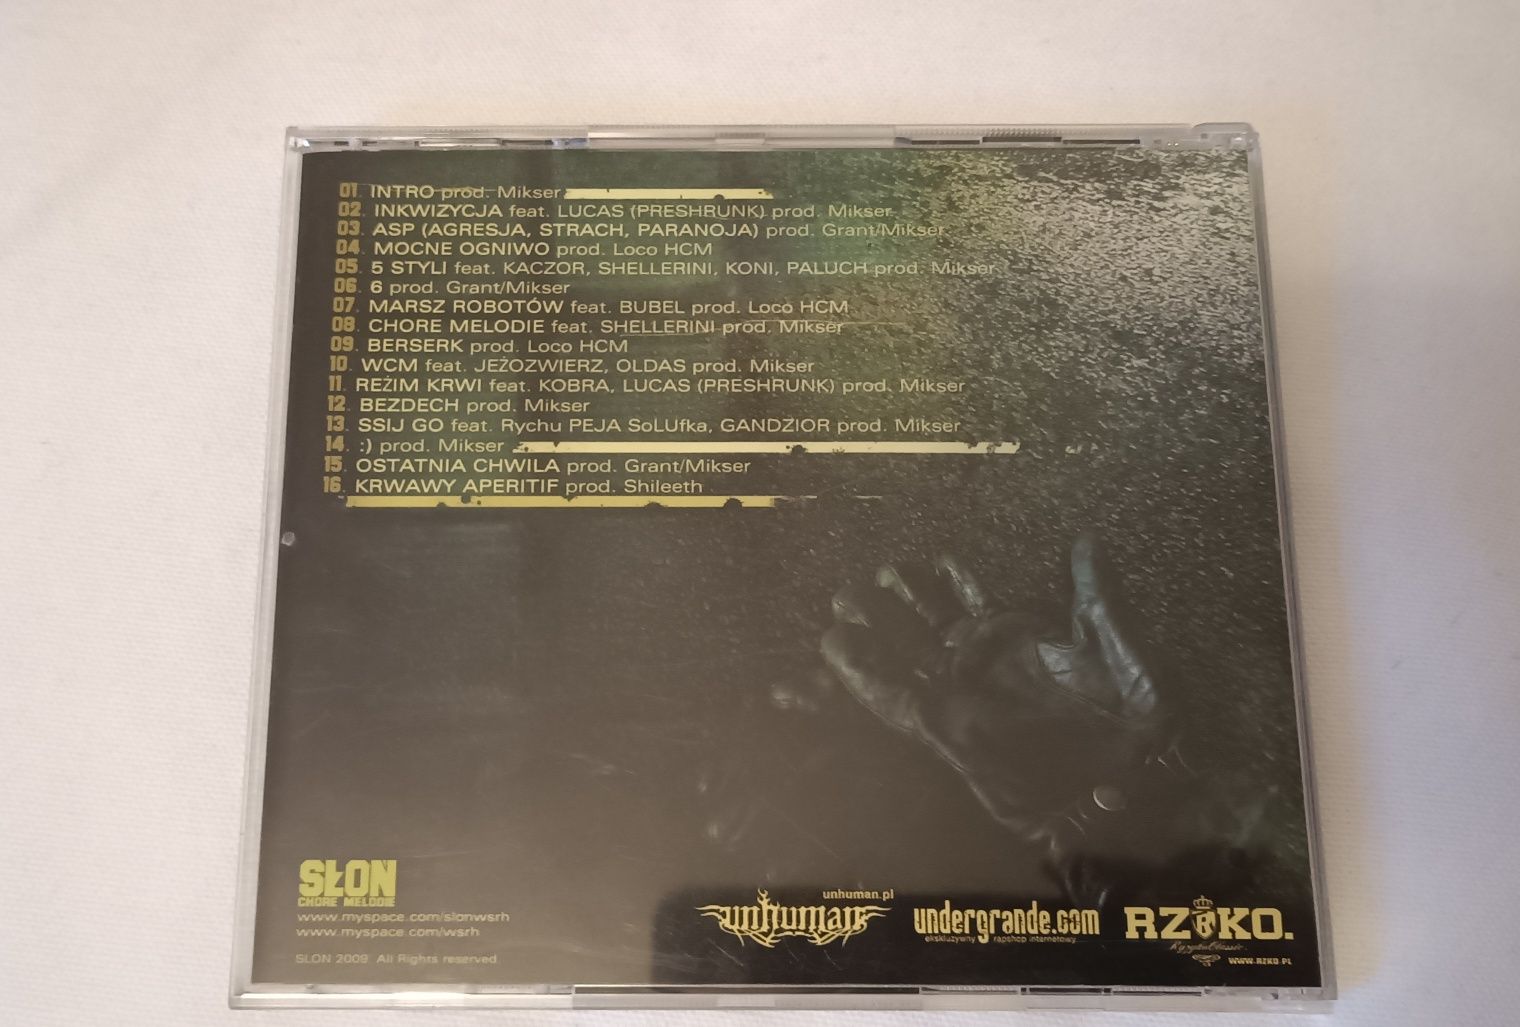 01. INTRO prod. Mikser
02. INKWIZYCJA feat. LUCAS (PRESHRUNK) prod. Mikser
03. ASP (AGRESJA, STRACH, PARANOJA) prod. Grant/Mikser
04. MOCNE OGNIWO prod. Loco HCM
05. 5 STYLI feat. KACZOR, SHELLERINI, KONI, PALUCH prod. Mikser
06. 6 prod. Grant/Mikser
07. MARSZ ROBOTÓW feat. BUBEL prod. Loco HCM
08. CHORE MELODIE feat. SHELLERINI prod. Mikser
09. BERSERK prod. Loco HCM
10. WCM feat. JEŻOZWIERZ, OLDAS prod. Mikser
11. REŻIM KRWI feat. KOBRA, LUCAS (PRESHRUNK) prod. Mikser
12. BEZDECH prod. Mikser
13. SSIJ GO feat. Rychu PEJA SoLUfka, GANDZIOR prod. Mikser
14. :) prod. Mikser
15. OSTATNIA CHWILA prod. Grant/Mikser
16. KRWAWY APERITIF prod. Shileeth
SŁOŃ
CHORE MELODIE
www.myspace.com/slonwsrh
www.myspace.com/wsrh
SLON 2009 All Rights reserved
unhuman.pl
unhuman
undergrande.com
ekskluzywny rapshop internetowy
RZKO.
www.RZKO.PL